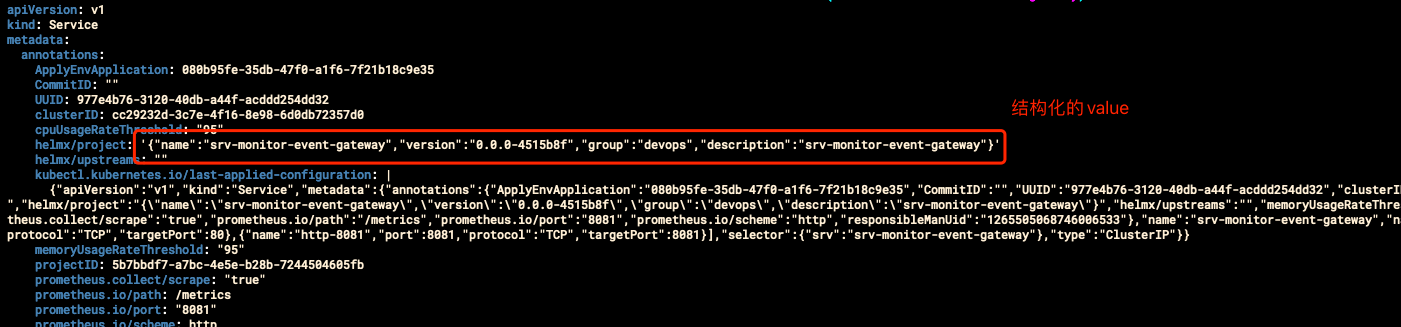 apiVersion: v1
kind: Service
metadata:
annotations:
ApplyEnvApplication: 080b95fe-35db-47f0-a1f6-7f21b18c9e35
CommitID: ""
UUID: 977e4b76-3120-40db-a44f-acddd254dd32
clusterID: cc29232d-3c7e-4f16-8e98-6d0db72357d0
结构化的value
cpuUsageRateThreshold: "95"
helmx/project: '{"name":"srv-monitor-event-gateway","version":"0.0.0-4515b8f","group":"devops","description":"srv-monitor-event-gateway"}'
helmx/upstreams: ""
kubectl.kubernetes.io/last-applied-configuration: |
{"apiVersion":"v1","kind":"Service","metadata":{"annotations":{"ApplyEnvApplication":"080b95fe-35db-47f0-a1f6-7f21b18c9e35","CommitID":"","UUID":"977e4b76-3120-40db-a44f-acddd254dd32","clusterI
","helmx/project":"{\"name\":\"srv-monitor-event-gateway\",\"version\":\"0.0.0-4515b8f\",\"group\":\"devops\",\"description\":\"srv-monitor-event-gateway\"}","helmx/upstreams":"","memoryUsageRateThre
theus.collect/scrape":"true","prometheus.io/path":"/metrics","prometheus.io/port":"8081","prometheus.io/scheme":"http","responsibleManUid":"1265505068746006533"},"name":"srv-monitor-event-gateway","n
protocol":"TCP","targetPort":80},{"name":"http-8081","port":8081,"protocol":"TCP","targetPort":8081}],"selector":{"srv":"srv-monitor-event-gateway"},"type":"ClusterIP"}}
memoryUsageRateThreshold: "95"
projectID: 5b7bbdf7-a7bc-4e5e-b28b-7244504605fb
prometheus.collect/scrape: "true"
prometheus.io/path: /metrics
prometheus.io/port: "8081"
prometheus.io/scheme: http